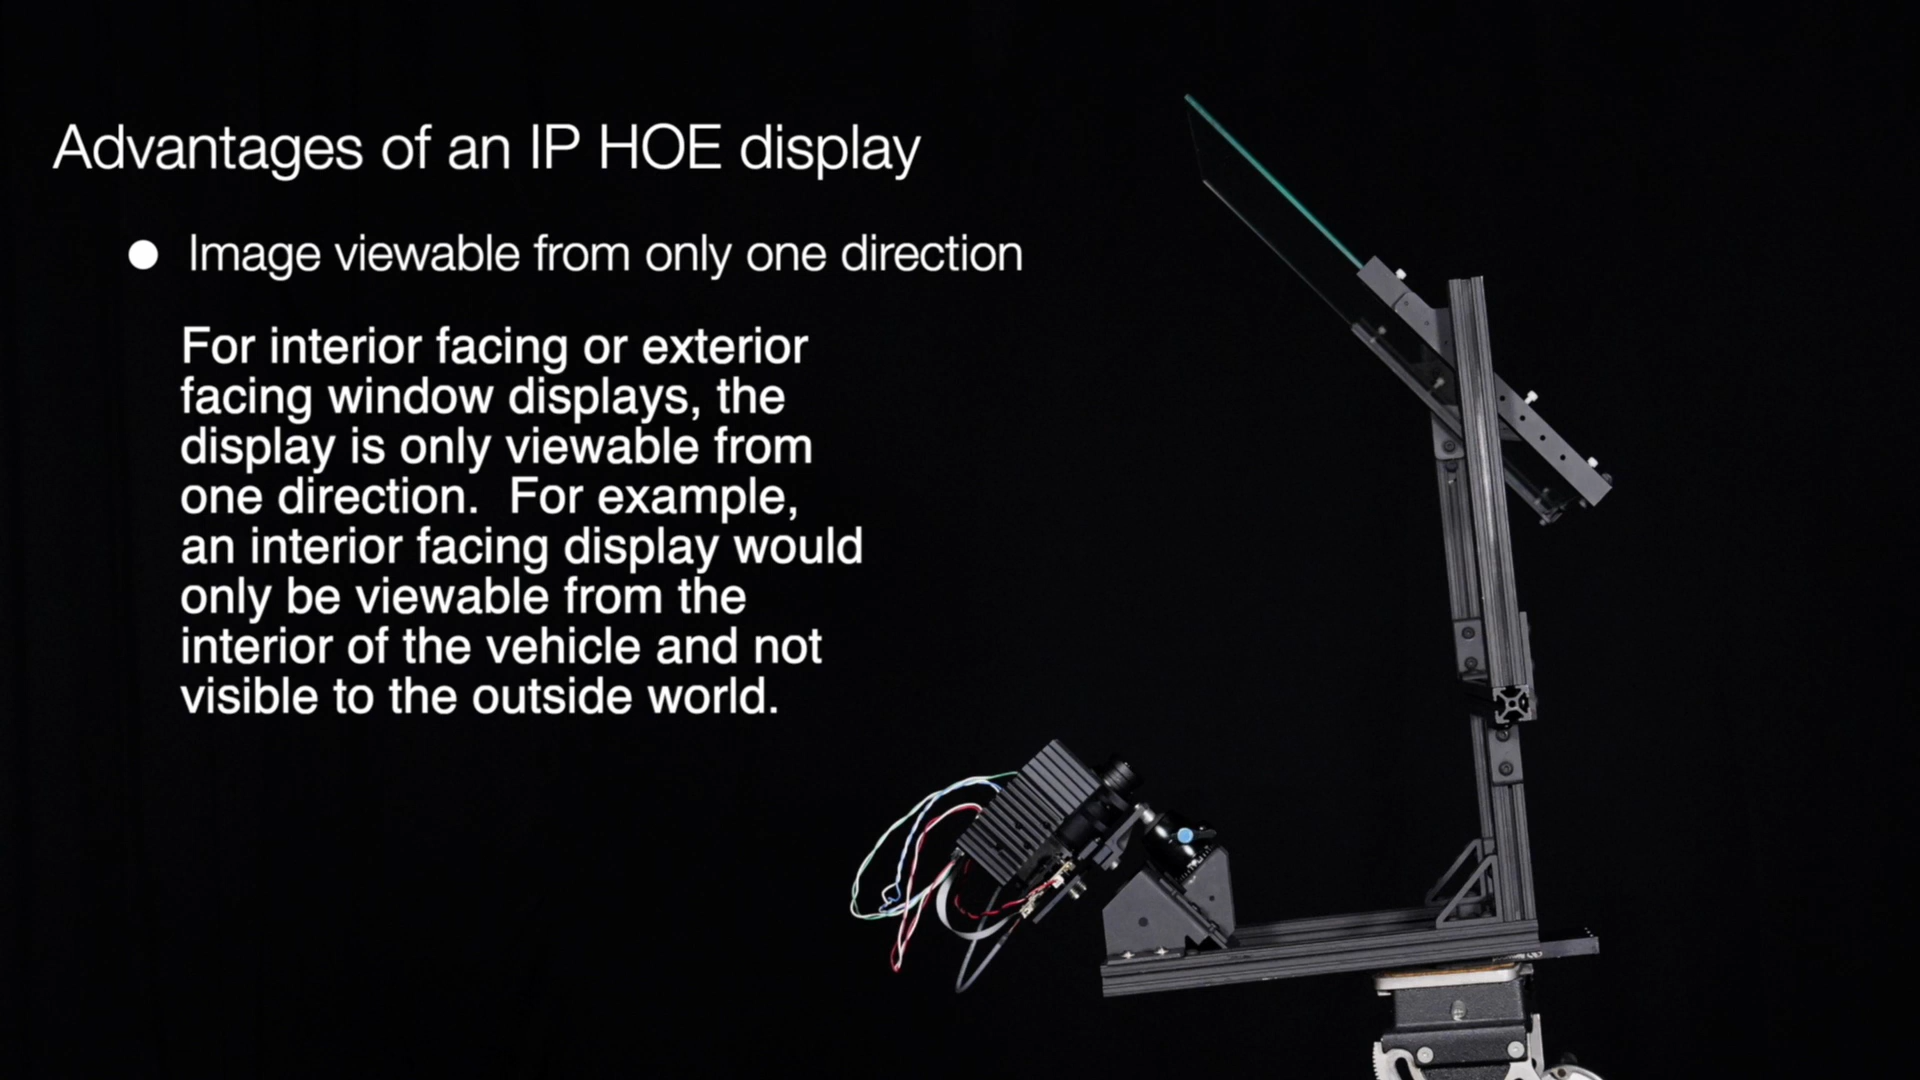 Advantages of an IP HOE display
● Image viewable from only one direction
For interior facing or exterior
facing window displays, the
display is only viewable from
one direction.  For example,
an interior facing display would
only be viewable from the
interior of the vehicle and not
visible to the outside world.